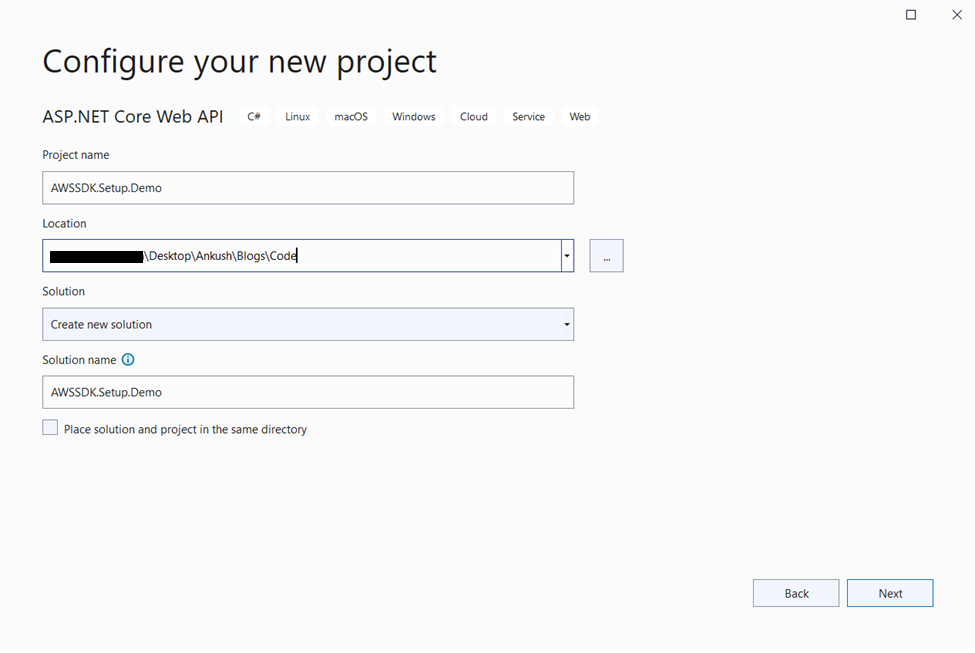 Configure your new project
ASP.NET Core Web API C# Linux macOS Windows Cloud Service Web
Project name
AWSSDK.Setup.Demo
Location
\Desktop\Ankush\Blogs\Code
...
Solution
Create new solution
Solution name
AWSSDK.Setup.Demo
Place solution and project in the same directory
Back Next